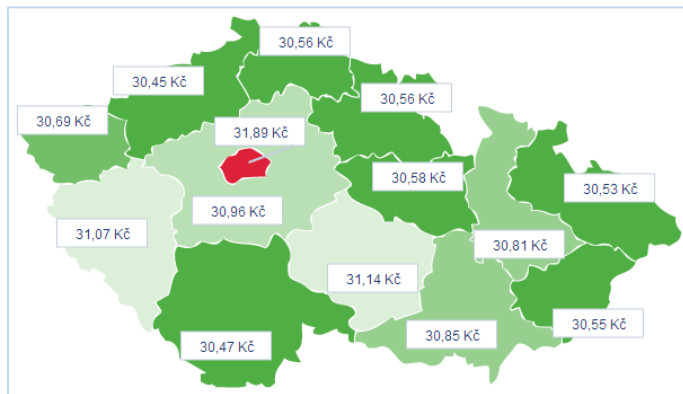 30,56 Kč
30,45 Kč
30,56 Kč
30,69 Kč
31,89 Kč
30,58 Kč
30,53 Kč
30,96 Kč
31,07 Kč
30,81 Kč
31,14 Kč
30,55 Kč
30,85 Kč
30,47 Kč